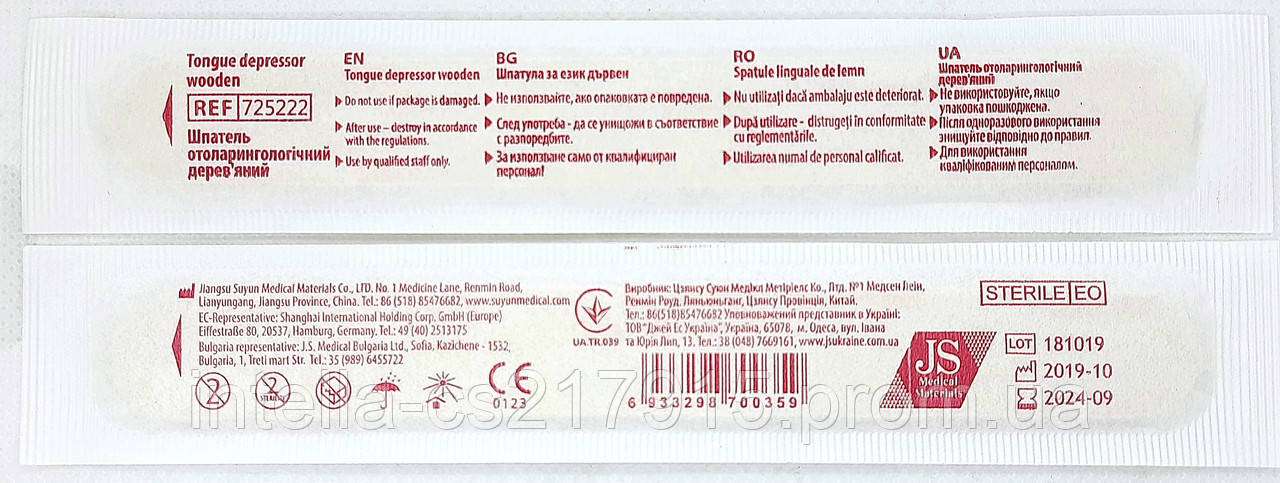 Tongue depressor
wooden
REF 725222
Шпатель
отоларингологічний
дерев'яний
EN
Tongue depressor wooden
Do not use if package is damaged.
After use – destroy in accordance
with the regulations.
Use by qualified staff only.
BG
Шпатула за език дървен
Не използвайте, ако опаковката е повредена.
След употреба - да се унищожи в съответствие
с разпоредбите.
За използване само от квалифициран
персонал!
RO
Spatule linguale de lemn
Nu utilizați dacă ambalaju este deteriorat.
După utilizare – distrugeți în conformitate
cu reglementările.
Utilizarea numai de personal calificat.
UA
Шпатель отоларингологічний
дерев'яний
Не використовуйте, якщо
упаковка пошкоджена.
Після одноразового використання
знищуйте відповідно до правил.
Для використання
кваліфікованим персоналом.
Jiangsu Suyun Medical Materials Co., LTD. No. 1 Medicine Lane, Renmin Road,
Lianyungang, Jiangsu Province, China. Tel.: 86 (518) 85476682, www.suyunmedical.com
EC-Representative: Shanghai International Holding Corp. GmbH (Europe)
Eiffestraße 80, 20537, Hamburg, Germany. Tel.: 49 (40) 2513175
Bulgaria representative: J.S. Medical Bulgaria Ltd., Sofia, Kazichene - 1532,
Bulgaria, 1, Treti mart Str. Tel.: 35 (989) 6455722
2
2
CE
0123
UA.TR.039
Виробник: Цзянсу Суюн Медікл Метіріелс Ко., Лтд. №1 Медсен Лейн,
Ренмін Роуд, Ляньюньганг, Цзянсу Провінція, Китай.
Тел.: 86(518)85476682 Уповноважений представник в Україні:
ТОВ "Джей Ес Україна", Україна, 65078, м. Одеса, вул. Івана
та Юрія Лип, 13. Тел.: 38 (048) 7669161, www.jsukraine.com.ua
6 933298 700359
JS
Medical
Materials
STERILE EO
LOT 181019
2019-10
2024-09
intella-cs217915.prom.ua